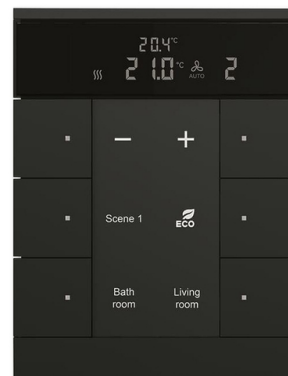 20.4°C
21.0°C AUTO 2
− +
Scene 1 ECO
Bath Living
room room